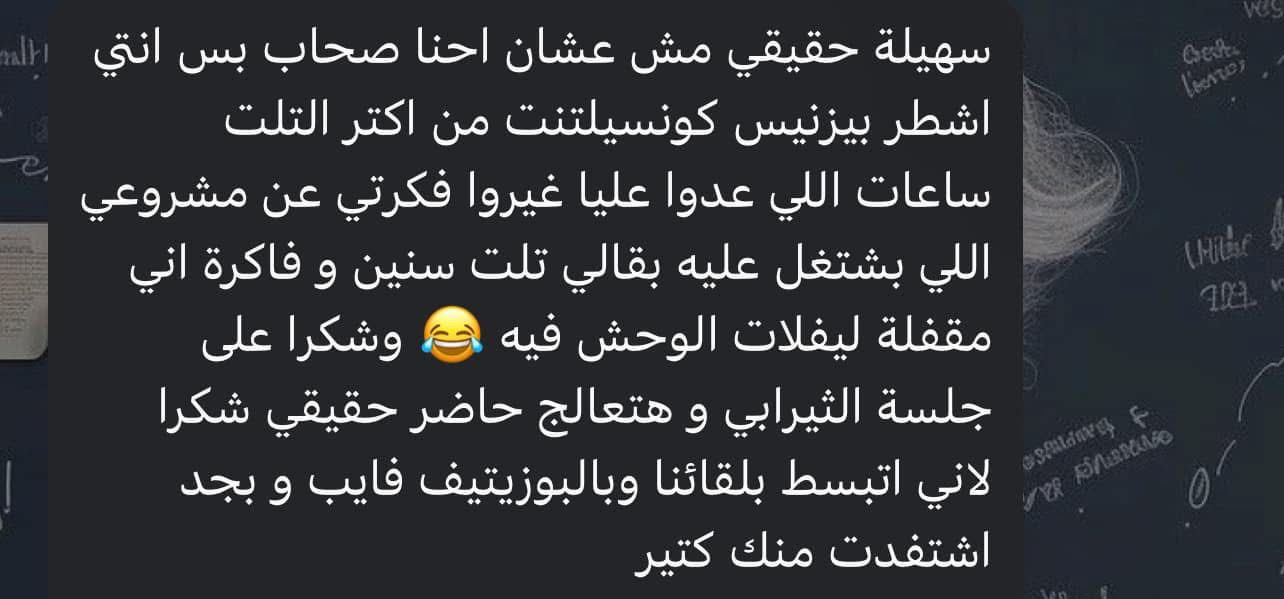 سهيلة حقيقي مش عشان احنا صحاب بس انتي
اشطر بيزنيس كونسيلتنت من اكتر التلت
ساعات اللي عدوا عليا غيروا فكرتي عن مشروعي
اللي بشتغل عليه بقالي تلت سنين و فاكرة اني
مقفلة ليفلات الوحش فيه 😂 وشكرا على
جلسة الثيرابي و هتعالج حاضر حقيقي شكرا
لاني اتبسط بلقائنا وبالبوزيتيف فايب و بجد
اشتفدت منك كتير